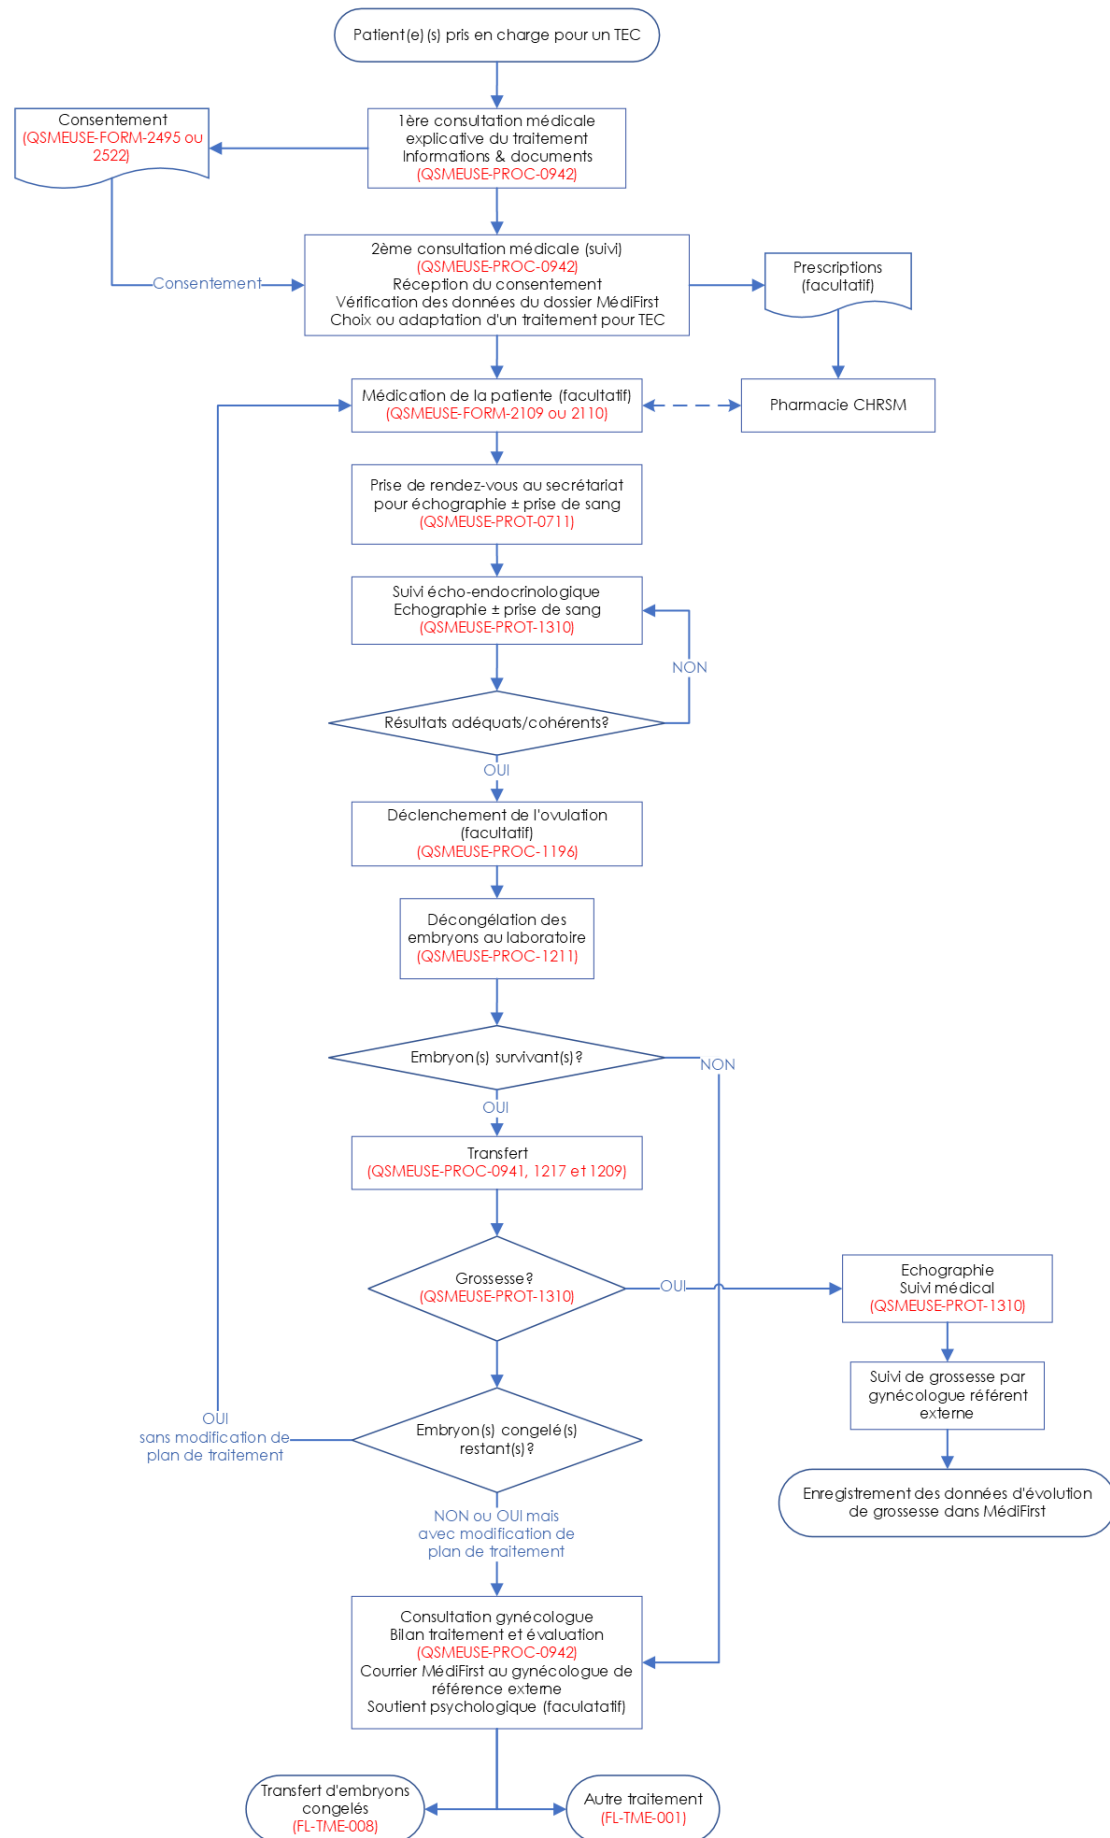 Patient(e)(s) pris en charge pour un TEC
Consentement
(QSMEUSE-FORM-2495 ou
2522)
1ère consultation médicale
explicative du traitement
Informations & documents
(QSMEUSE-PROC-0942)
2ème consultation médicale (suivi)
(QSMEUSE-PROC-0942)
Réception du consentement
Vérification des données du dossier MédiFirst
Choix ou adaptation d'un traitement pour TEC
Consentement
Prescriptions
(facultatif)
Médication de la patiente (facultatif)
(QSMEUSE-FORM-2109 ou 2110)
Pharmacie CHRSM
Prise de rendez-vous au secrétariat
pour échographie ± prise de sang
(QSMEUSE-PROT-0711)
Suivi écho-endocrinologique
Echographie ± prise de sang
(QSMEUSE-PROT-1310)
NON
Résultats adéquats/cohérents?
OUI
Déclenchement de l'ovulation
(facultatif)
(QSMEUSE-PROC-1196)
Décongélation des
embryons au laboratoire
(QSMEUSE-PROC-1211)
Embryon(s) survivant(s)?
NON
OUI
Transfert
(QSMEUSE-PROC-0941, 1217 et 1209)
Grossesse?
(QSMEUSE-PROT-1310)
OUI
Echographie
Suivi médical
(QSMEUSE-PROT-1310)
Suivi de grossesse par
gynécologue référent
externe
Enregistrement des données d'évolution
de grossesse dans MédiFirst
Embryon(s) congelé(s)
restant(s)?
OUI
sans modification de
plan de traitement
NON ou OUI mais
avec modification de
plan de traitement
Consultation gynécologue
Bilan traitement et évaluation
(QSMEUSE-PROC-0942)
Courrier MédiFirst au gynécologue de
référence externe
Soutient psychologique (faculatatif)
Transfert d'embryons
congelés
(FL-TME-008)
Autre traitement
(FL-TME-001)